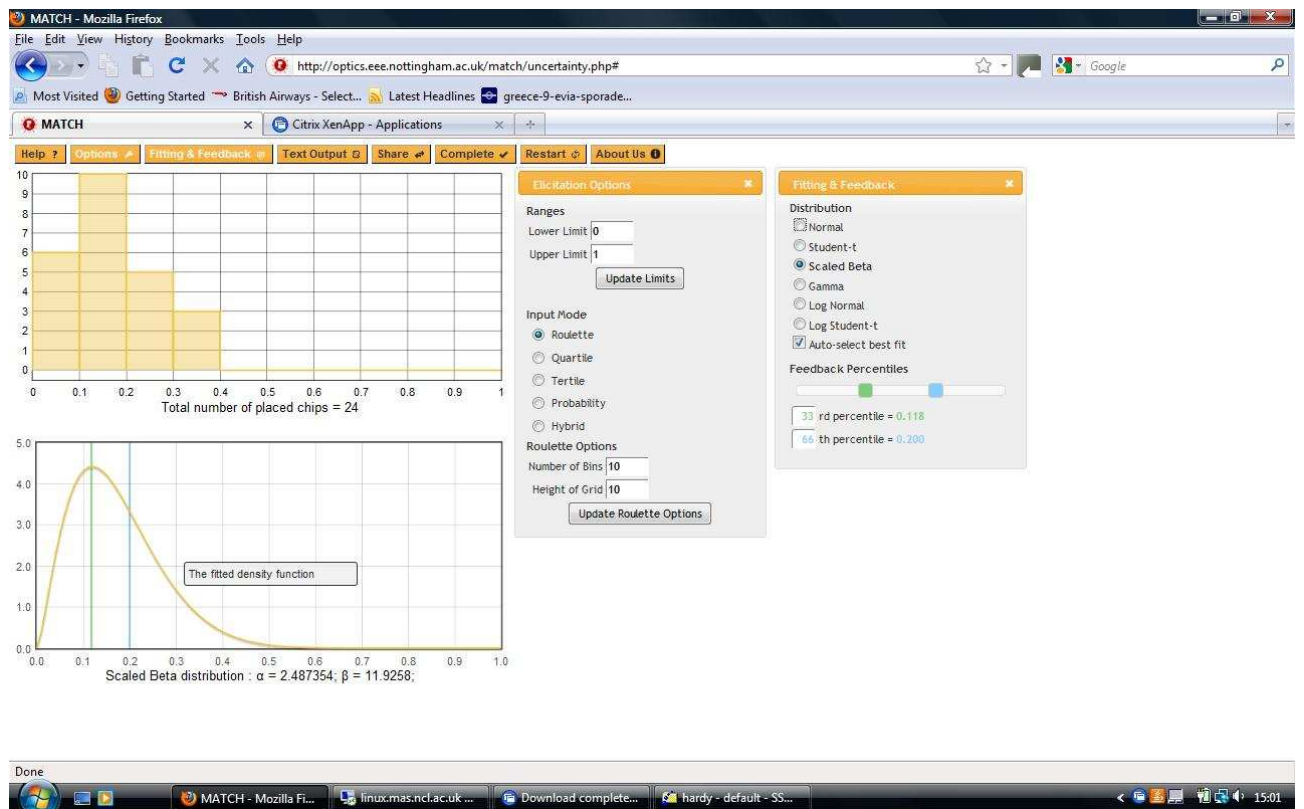 MATCH - Mozilla Firefox
File Edit View History Bookmarks Tools Help
http://optics.eee.nottingham.ac.uk/match/uncertainty.php#
Google
Most Visited Getting Started British Airways - Select... Latest Headlines greece-9-evia-sporade...
MATCH
Citrix XenApp - Applications
Help ? Options Fitting & Feedback Text Output Share Complete Restart About Us
10
9
8
7
6
5
4
3
2
1
0
0 0.1 0.2 0.3 0.4 0.5 0.6 0.7 0.8 0.9 1
Total number of placed chips = 24
5.0
4.0
3.0
2.0
1.0
0.0
The fitted density function
0.0 0.1 0.2 0.3 0.4 0.5 0.6 0.7 0.8 0.9 1.0
Scaled Beta distribution : α = 2.487354; β = 11.9258;
Elicitation Options
Ranges
Lower Limit 0
Upper Limit 1
Update Limits
Input Mode
Roulette
Quartile
Tertile
Probability
Hybrid
Roulette Options
Number of Bins 10
Height of Grid 10
Update Roulette Options
Fitting & Feedback
Distribution
Normal
Student-t
Scaled Beta
Gamma
Log Normal
Log Student-t
Auto-select best fit
Feedback Percentiles
33 rd percentile = 0.118
66 th percentile = 0.200
Done
MATCH - Mozilla Fi...
linux.mas.ncl.ac.uk ...
Download complete...
hardy - default - SS...
15:01